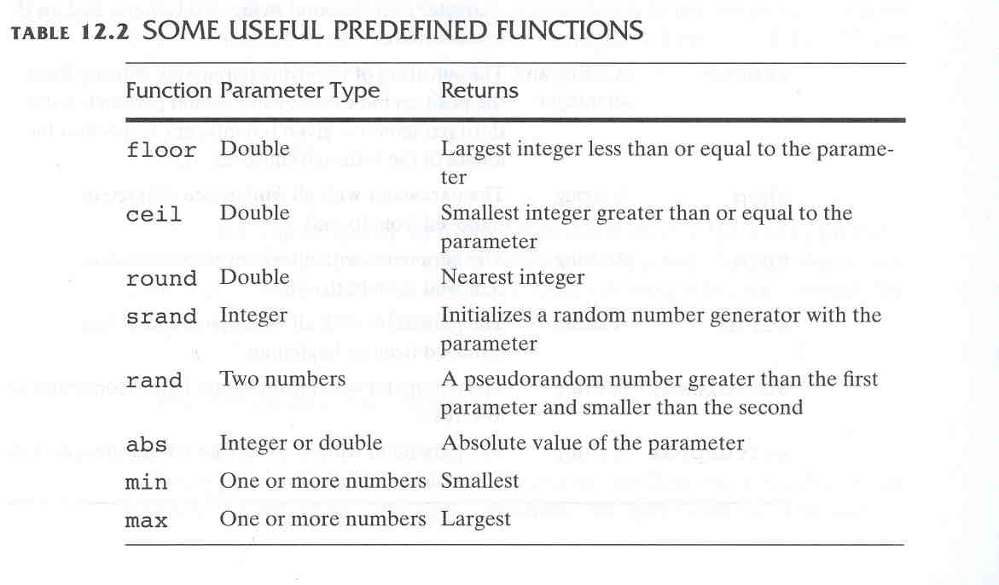 TABLE 12.2 SOME USEFUL PREDEFINED FUNCTIONS
Function Parameter Type Returns
floor Double Largest integer less than or equal to the parame-
ter
ceil Double Smallest integer greater than or equal to the
parameter
round Double Nearest integer
srand Integer Initializes a random number generator with the
parameter
rand Two numbers A pseudorandom number greater than the first
parameter and smaller than the second
abs Integer or double Absolute value of the parameter
min One or more numbers Smallest
max One or more numbers Largest